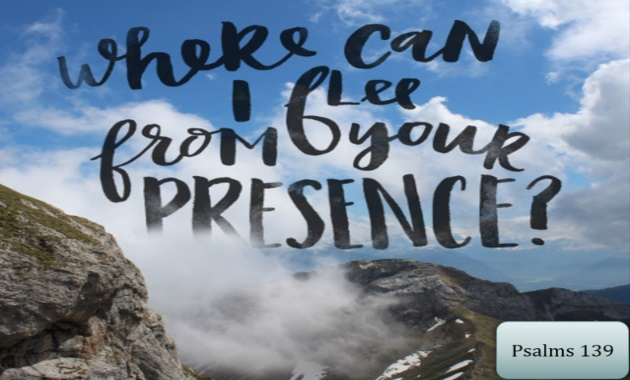 where can
I flee
from your
PRESENCE?
Psalms 139